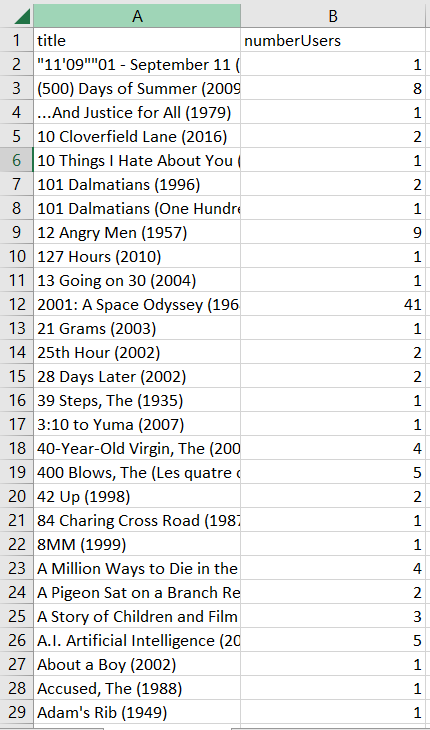 A B
1 title numberUsers
2 "11'09""01 - September 11 ( 1
3 (500) Days of Summer (2009 8
4 ...And Justice for All (1979) 1
5 10 Cloverfield Lane (2016) 2
6 10 Things I Hate About You ( 1
7 101 Dalmatians (1996) 2
8 101 Dalmatians (One Hundre 1
9 12 Angry Men (1957) 9
10 127 Hours (2010) 1
11 13 Going on 30 (2004) 1
12 2001: A Space Odyssey (196 41
13 21 Grams (2003) 1
14 25th Hour (2002) 2
15 28 Days Later (2002) 2
16 39 Steps, The (1935) 1
17 3:10 to Yuma (2007) 1
18 40-Year-Old Virgin, The (200 4
19 400 Blows, The (Les quatre c 5
20 42 Up (1998) 2
21 84 Charing Cross Road (1987 1
22 8MM (1999) 1
23 A Million Ways to Die in the 4
24 A Pigeon Sat on a Branch Re 2
25 A Story of Children and Film 3
26 A.I. Artificial Intelligence (20 5
27 About a Boy (2002) 1
28 Accused, The (1988) 1
29 Adam's Rib (1949) 1